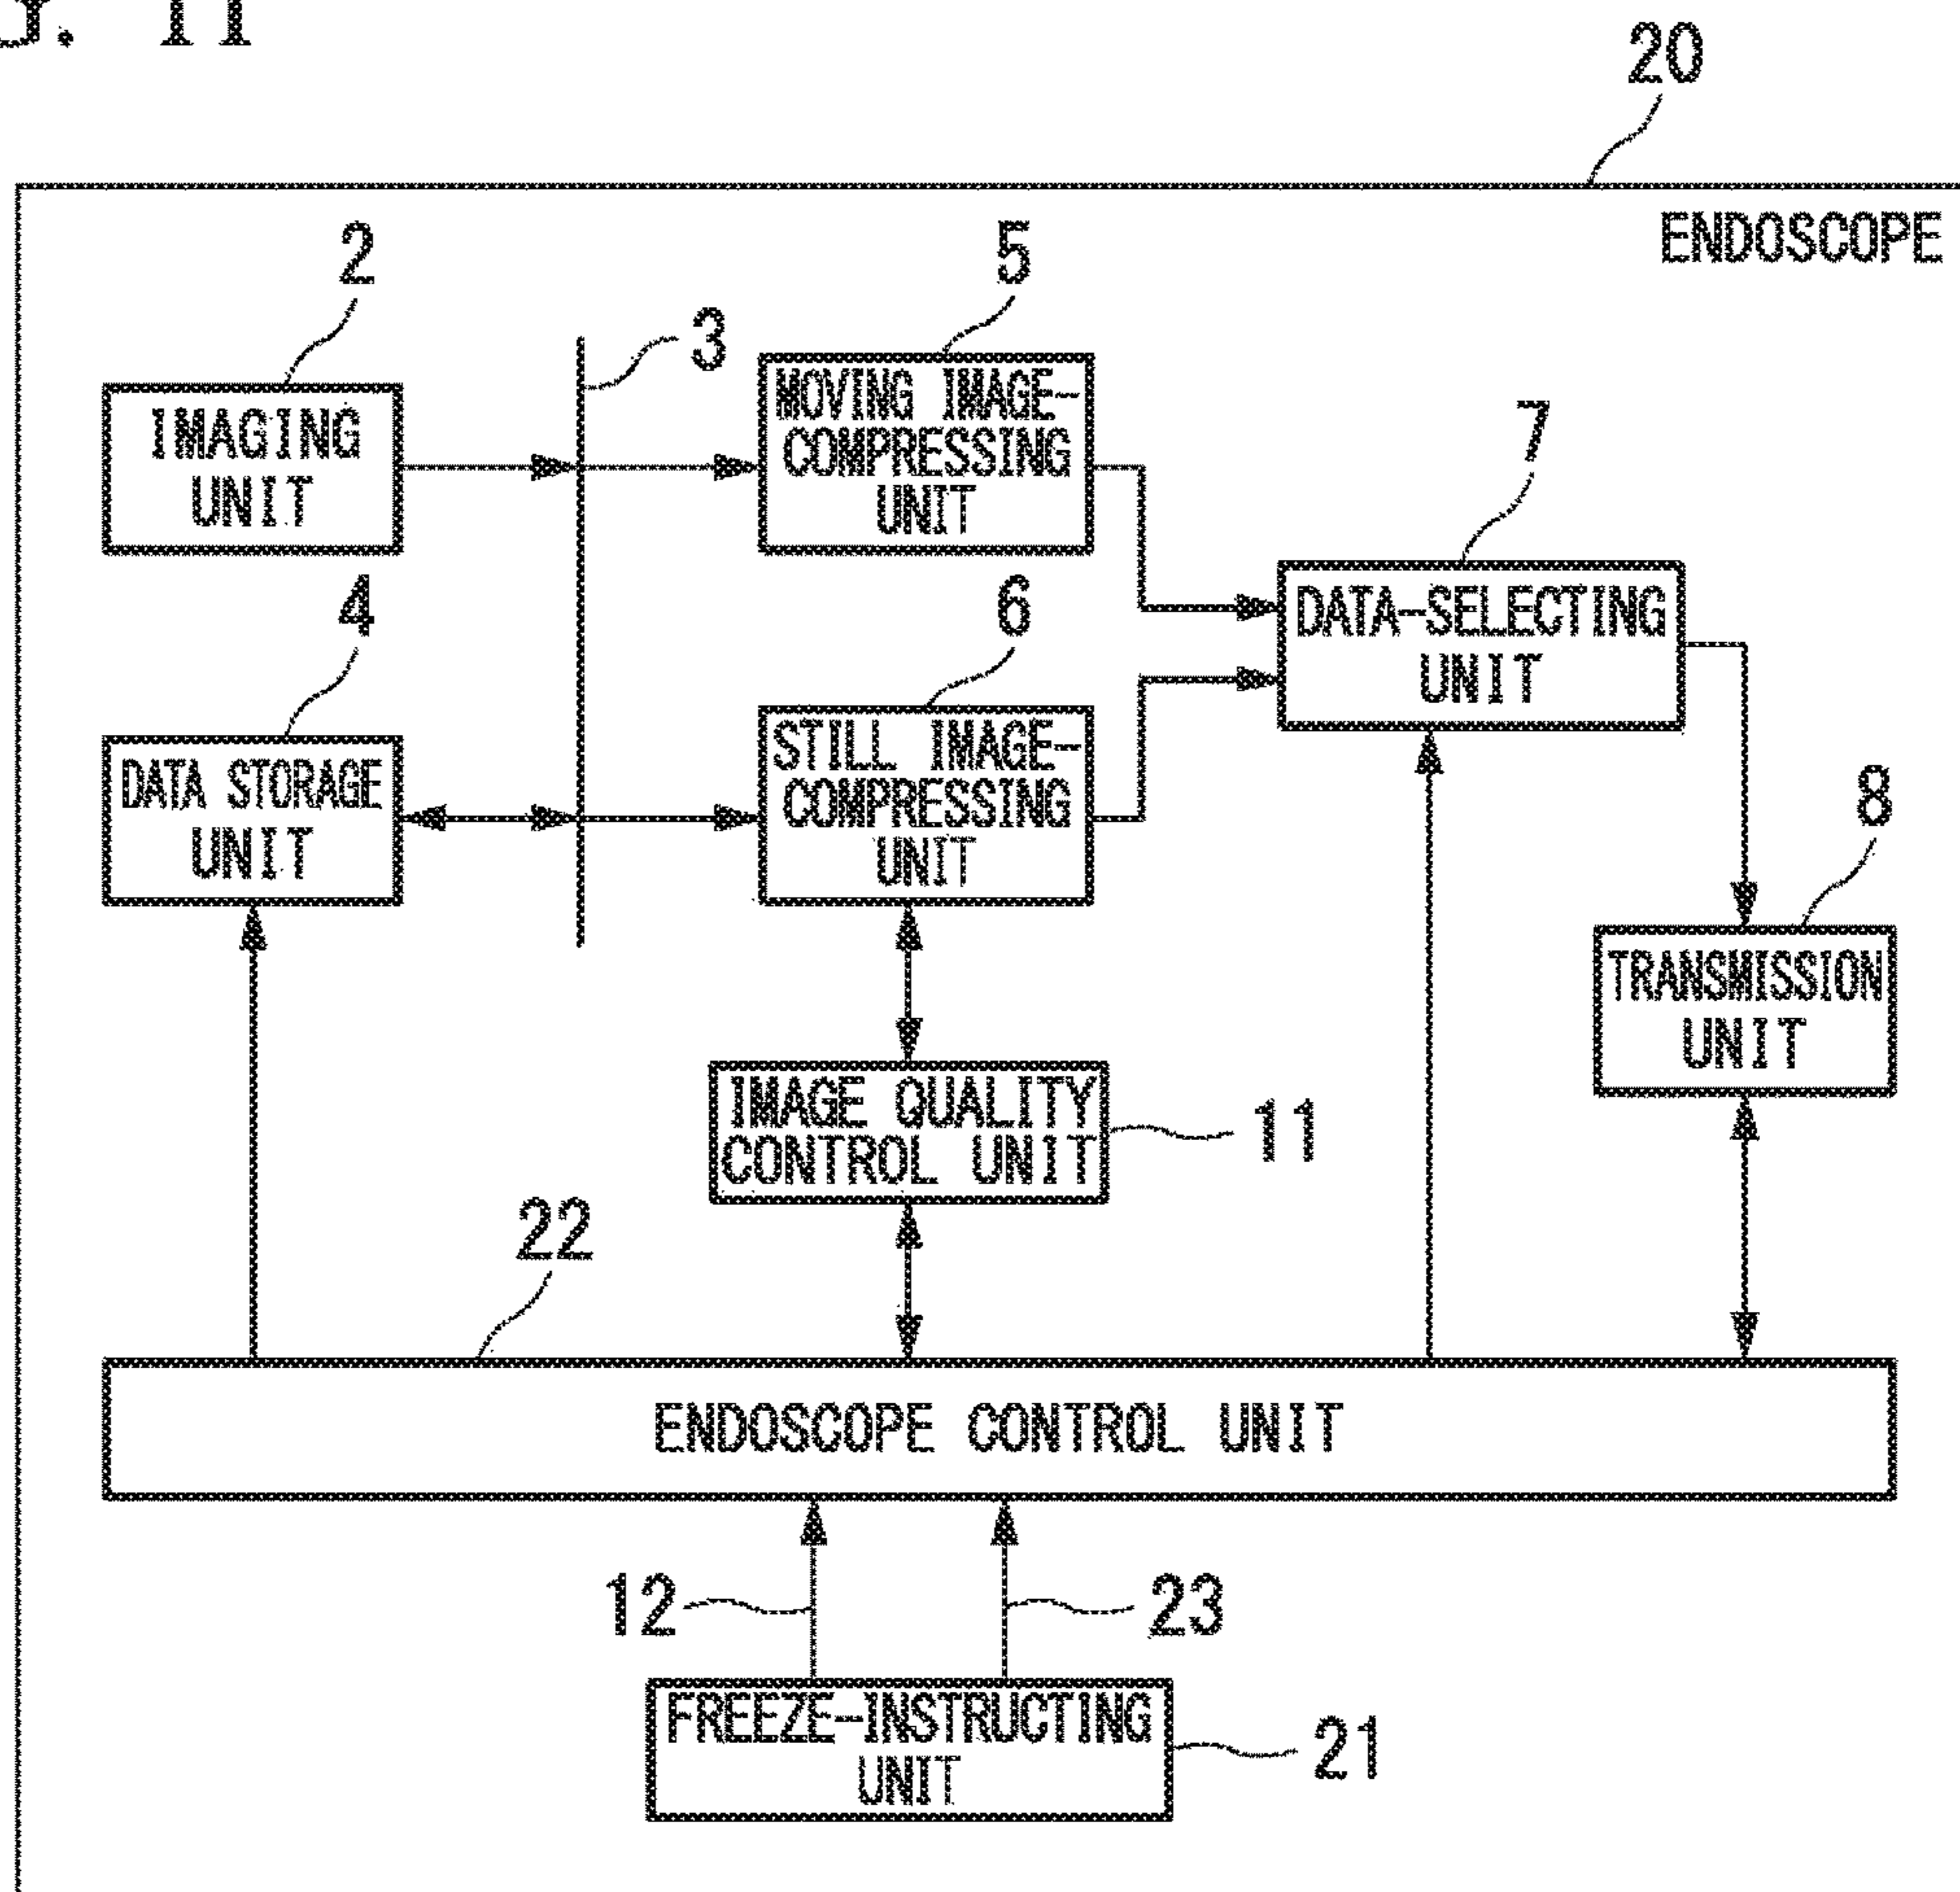 G. 11
20
ENDOSCOPE
2
3
5
IMAGING
UNIT
MOVING IMAGE-
COMPRESSING
UNIT
7
4
6
DATA-SELECTING
UNIT
DATA STORAGE
UNIT
STILL IMAGE-
COMPRESSING
UNIT
8
TRANSMISSION
UNIT
IMAGE QUALITY
CONTROL UNIT
11
22
ENDOSCOPE CONTROL UNIT
12
23
FREEZE-INSTRUCTING
UNIT
21